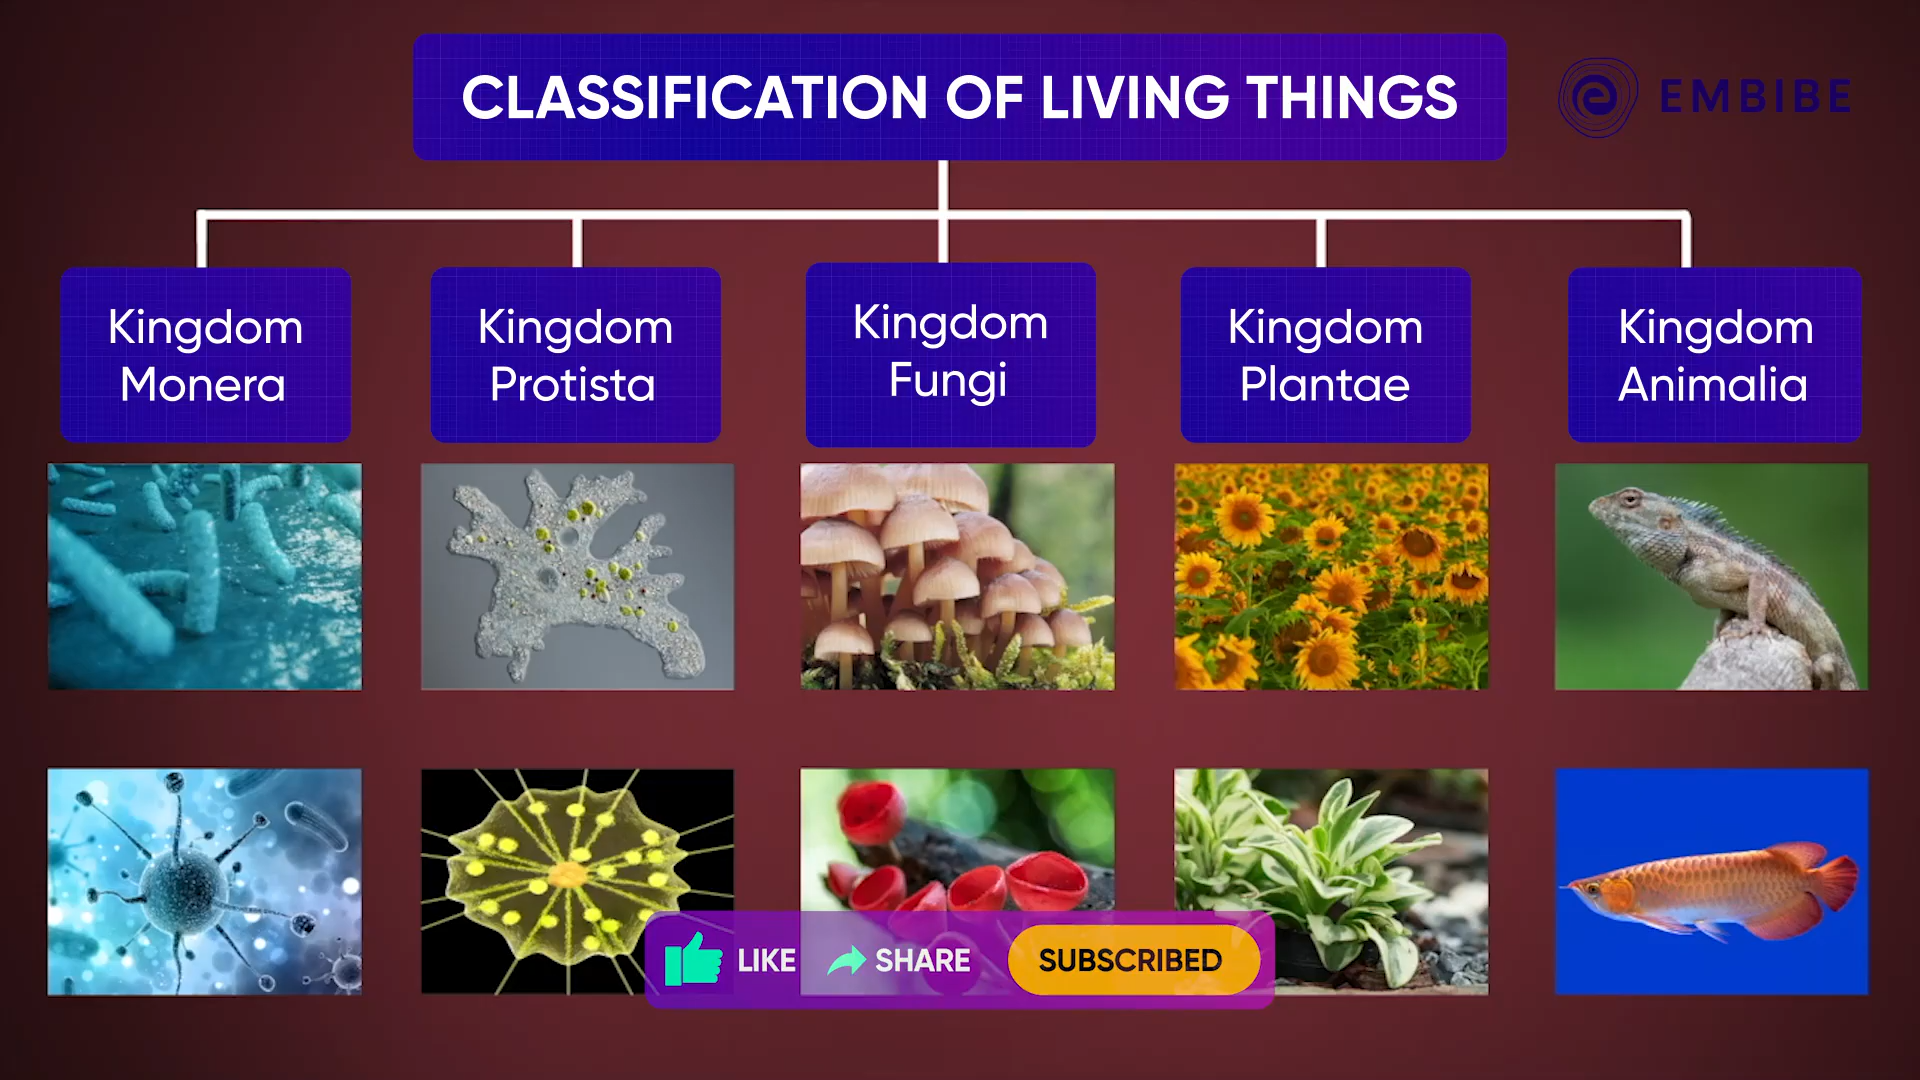 CLASSIFICATION OF LIVING THINGS
EMBIBE
Kingdom
Monera
Kingdom
Protista
Kingdom
Fungi
Kingdom
Plantae
Kingdom
Animalia
LIKE
SHARE
SUBSCRIBED